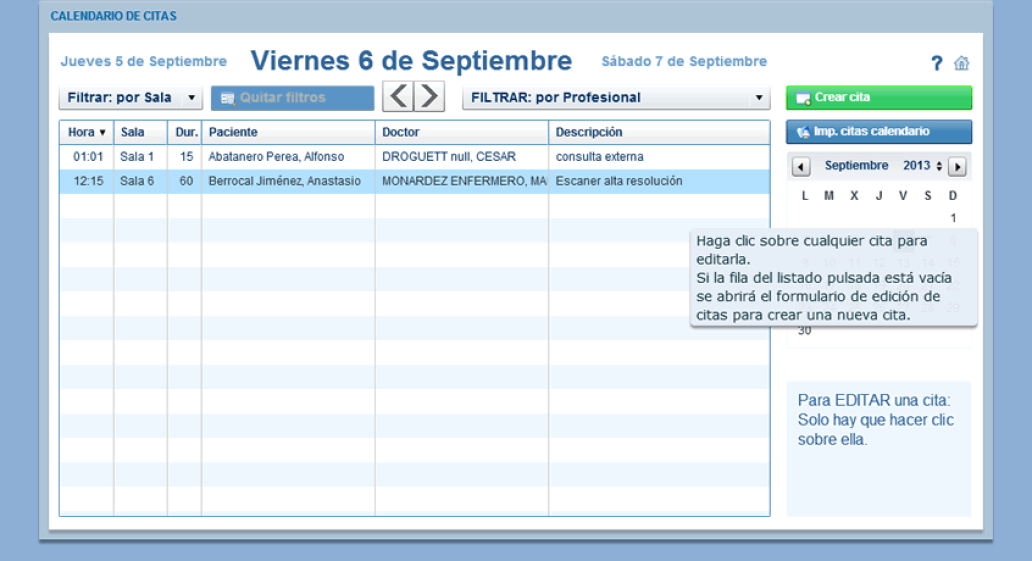 CALENDARIO DE CITAS
Jueves 5 de Septiembre Viernes 6 de Septiembre Sábado 7 de Septiembre ?
Filtrar: por Sala Quitar filtros FILTRAR: por Profesional Crear cita
Hora Sala Dur. Paciente Doctor Descripción Imp. citas calendario
01:01 Sala 1 15 Abatanero Perea, Alfonso DROGUETT null, CESAR consulta externa
12:15 Sala 6 60 Berrocal Jiménez, Anastasio MONARDEZ ENFERMERO, MA Escaner alta resolución
Septiembre 2013
L M X J V S D
1
Haga clic sobre cualquier cita para
editarla.
Si la fila del listado pulsada está vacía
se abrirá el formulario de edición de
citas para crear una nueva cita.
30
Para EDITAR una cita:
Solo hay que hacer clic
sobre ella.